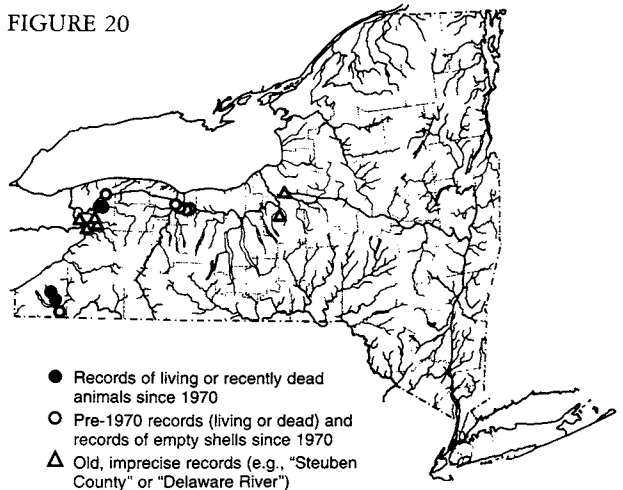 FIGURE 20
Records of living or recently dead
animals since 1970
Pre-1970 records (living or dead) and
records of empty shells since 1970
Old, imprecise records (e.g., “Steuben
County” or “Delaware River”)